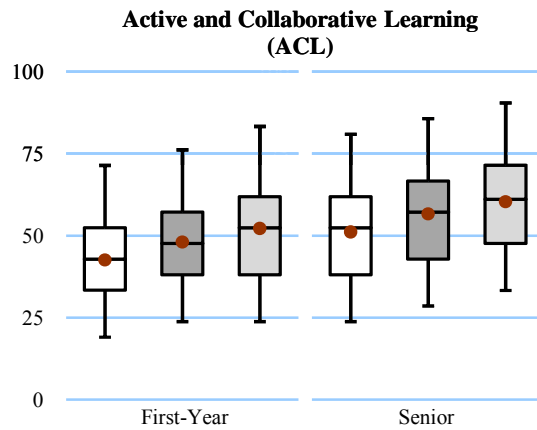 Active and Collaborative Learning
(ACL)
100
75
50
25
0
First-Year Senior